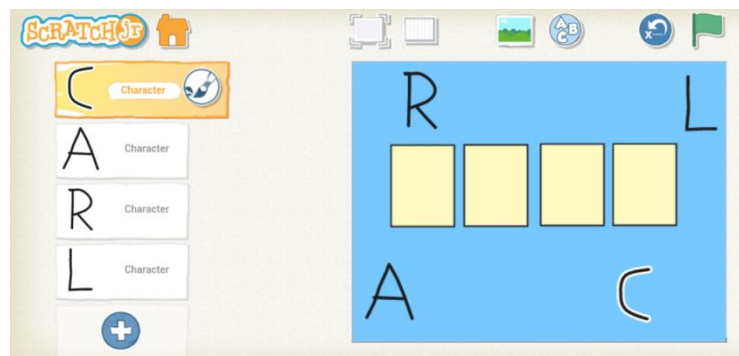 SCRATCH Jr
C Character
A Character
R Character
L Character
A B C
R L
A C